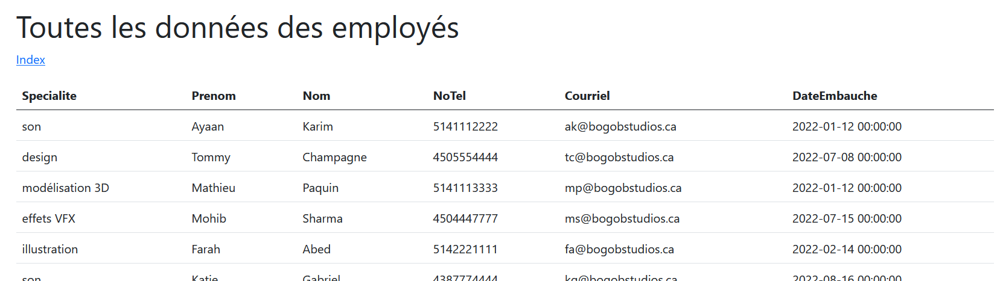 Toutes les données des employés
Index
Specialite Prenom Nom NoTel Courriel DateEmbauche
son Ayaan Karim 5141112222 ak@bogobstudios.ca 2022-01-12 00:00:00
design Tommy Champagne 4505554444 tc@bogobstudios.ca 2022-07-08 00:00:00
modélisation 3D Mathieu Paquin 5141113333 mp@bogobstudios.ca 2022-01-12 00:00:00
effets VFX Mohib Sharma 4504447777 ms@bogobstudios.ca 2022-07-15 00:00:00
illustration Farah Abed 5142221111 fa@bogobstudios.ca 2022-02-14 00:00:00
son Katie Gabriel 4387774444 kg@bogobstudios.ca 2022-08-16 00:00:00